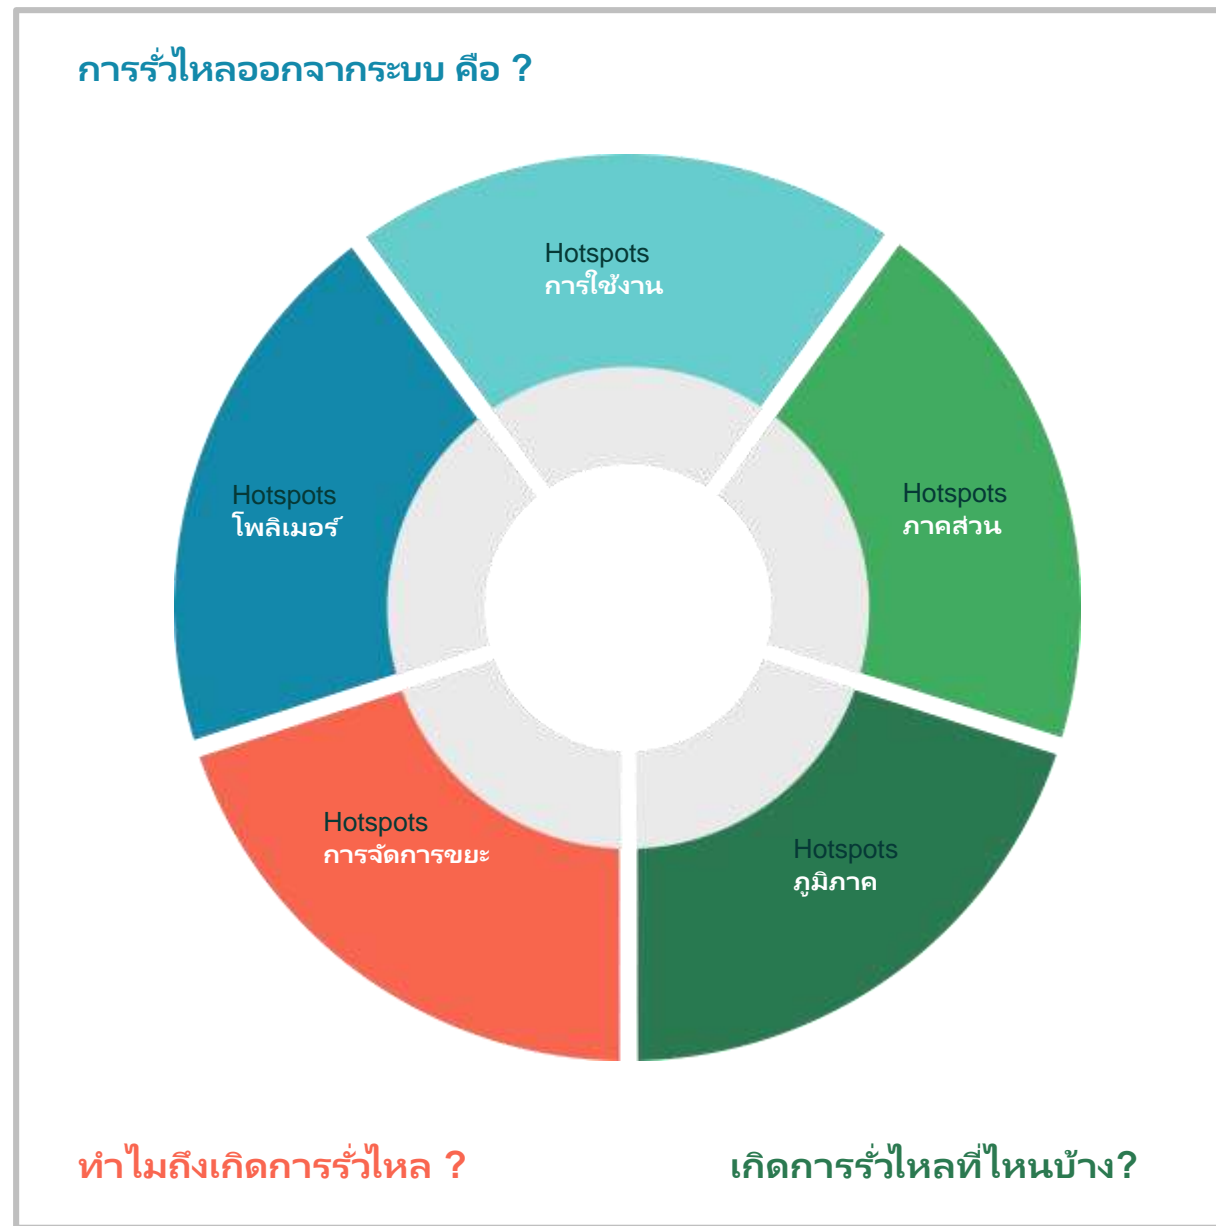 การรั่วไหลออกจากระบบ คือ ?
Hotspots
การใช้งาน
Hotspots
โพลิเมอร์
Hotspots
ภาคส่วน
Hotspots
การจัดการขยะ
Hotspots
ภูมิภาค
ทำไมถึงเกิดการรั่วไหล ?
เกิดการรั่วไหลที่ไหนบ้าง?